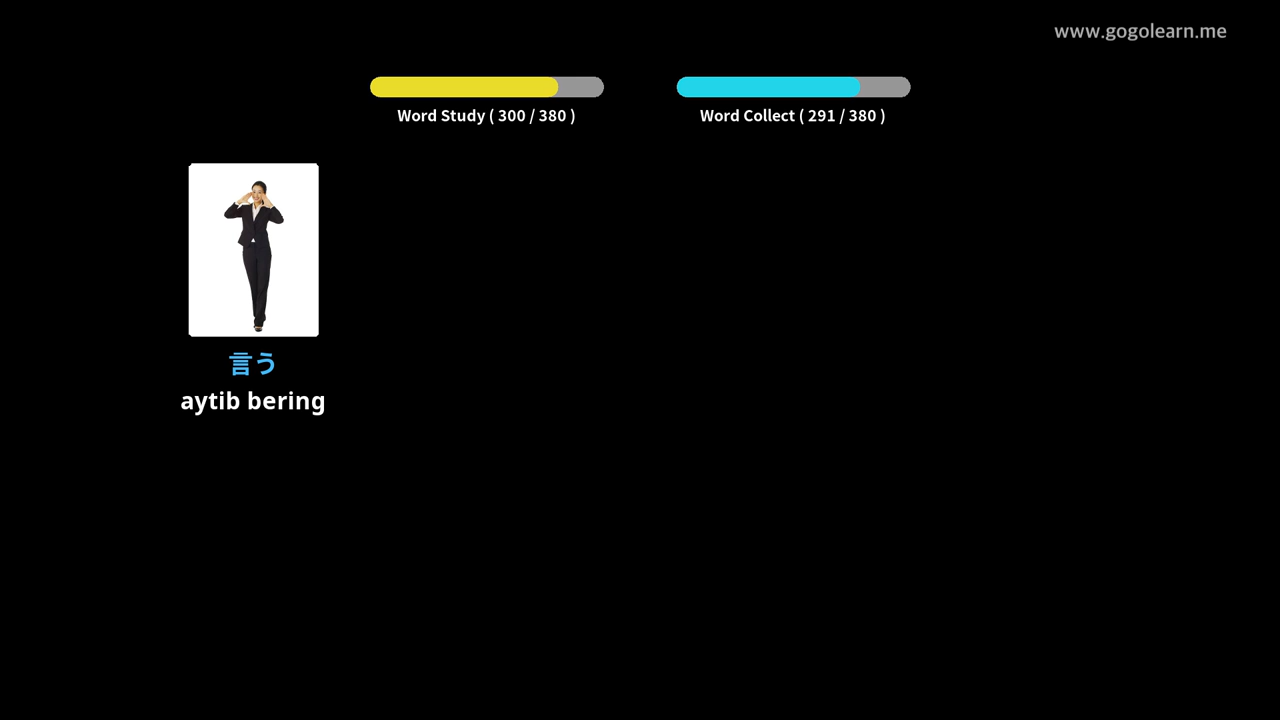 www.gogolearn.me
Word Study ( 300 / 380 )
Word Collect ( 291 / 380 )
言う
aytib bering